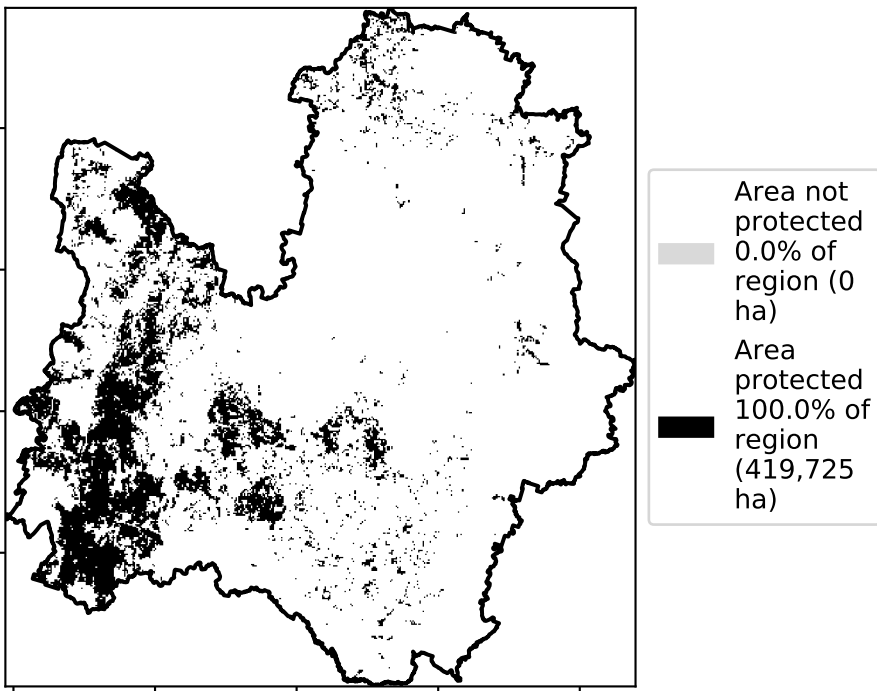 Area not
protected
0.0% of
region (0
ha)
Area
protected
100.0% of
region
(419,725
ha)